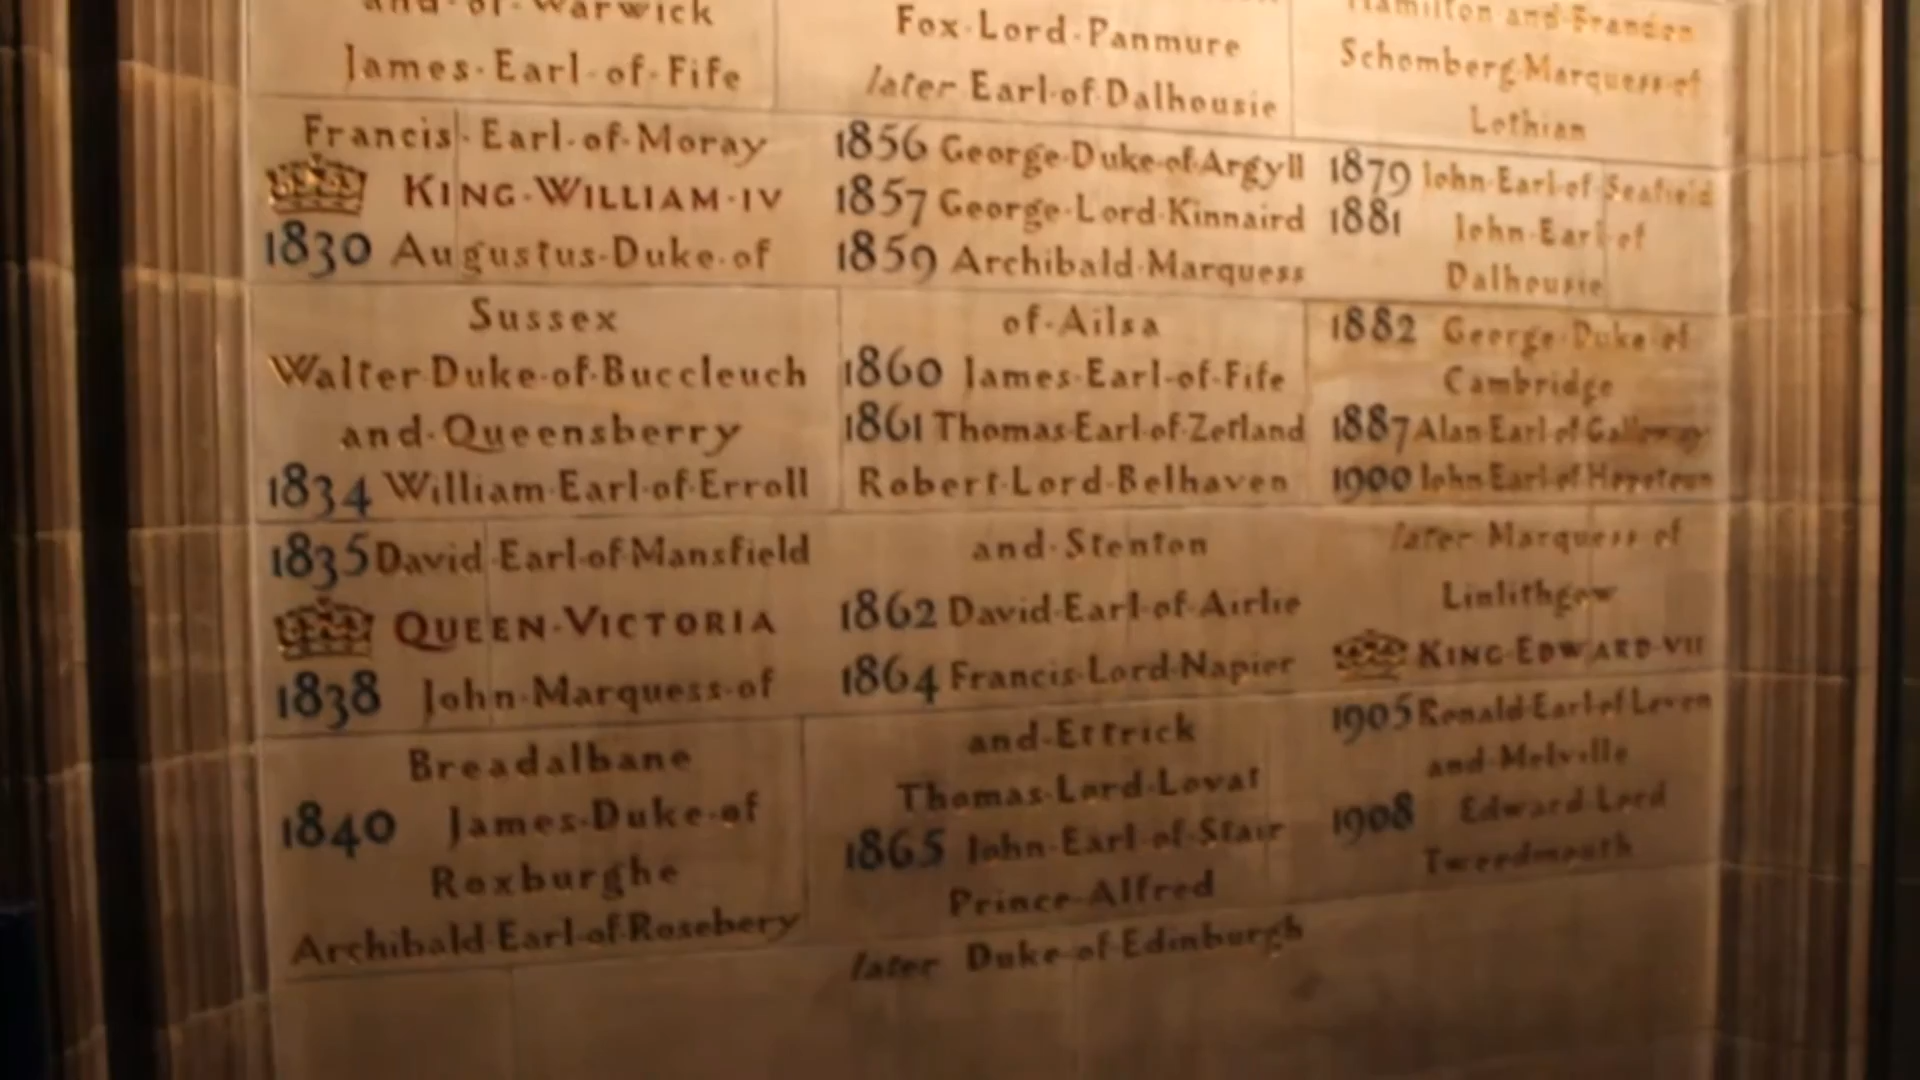 and·of·Warwick
James·Earl·of·Fife
Francis·Earl·of·Moray
KING·WILLIAM·IV
1830 Augustus·Duke·of
Sussex
Walter·Duke·of·Buccleuch
and·Queensberry
1834 William·Earl·of·Erroll
1835 David·Earl·of·Mansfield
QUEEN·VICTORIA
1838 John·Marquess·of
Breadalbane
1840 James·Duke·of
Roxburghe
Archibald·Earl·of·Rosebery
Fox·Lord·Panmure
later Earl·of·Dalhousie
1856 George·Duke·of·Argyll
1857 George·Lord·Kinnaird
1859 Archibald·Marquess
of·Ailsa
1860 James·Earl·of·Fife
1861 Thomas·Earl·of·Zetland
Robert·Lord·Belhaven
and·Stenton
1862 David·Earl·of·Airlie
1864 Francis·Lord·Napier
and·Ettrick
Thomas·Lord·Lovat
1865 John·Earl·of·Stair
Prince·Alfred
later Duke·of·Edinburgh
Hamilton and·Brandon
Schomberg·Marquess·of
Lothian
1879 John·Earl·of·Seafield
1881 John·Earl·of
Dalhousie
1882 George·Duke·of
Cambridge
1887 Alan·Earl·of·Galloway
1900 John·Earl·of·Hopetoun
later Marquess·of
Linlithgow
KING·EDWARD·VII
1905 Ronald·Earl·of·Leven
and·Melville
1908 Edward·Lord
Tweedmouth